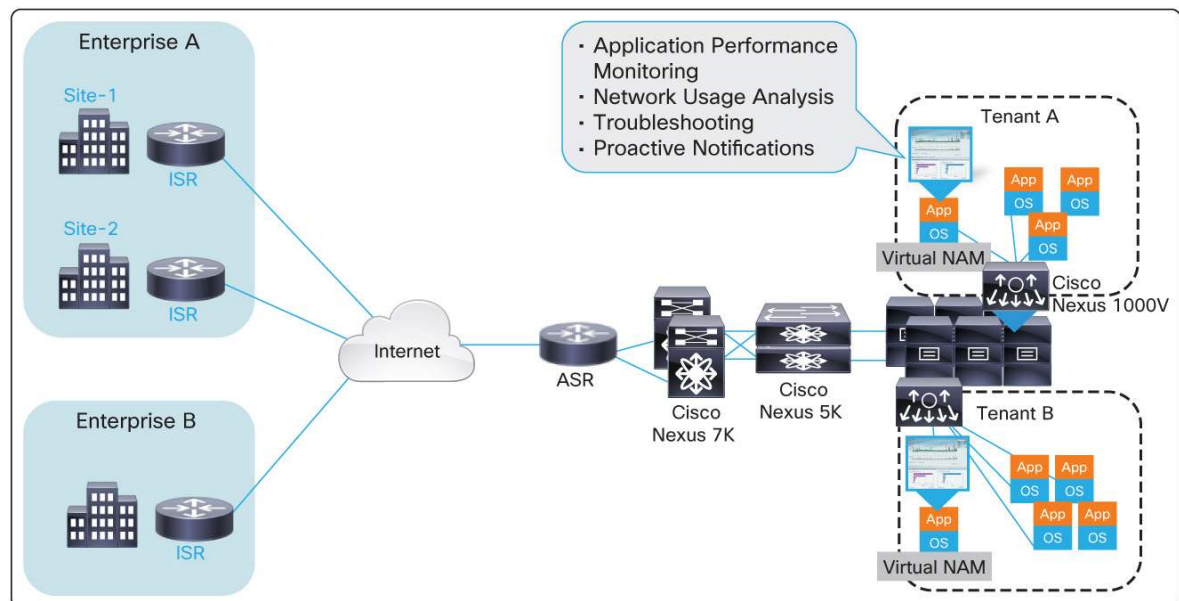 Enterprise A
Site-1
ISR
Site-2
ISR
Enterprise B
ISR
Internet
ASR
Cisco
Nexus 7K
Cisco
Nexus 5K
· Application Performance
Monitoring
· Network Usage Analysis
· Troubleshooting
· Proactive Notifications
Tenant A
App
OS
Virtual NAM
App
OS
App
OS
App
OS
Cisco
Nexus 1000V
Tenant B
App
OS
Virtual NAM
App
OS
App
OS
App
OS
App
OS